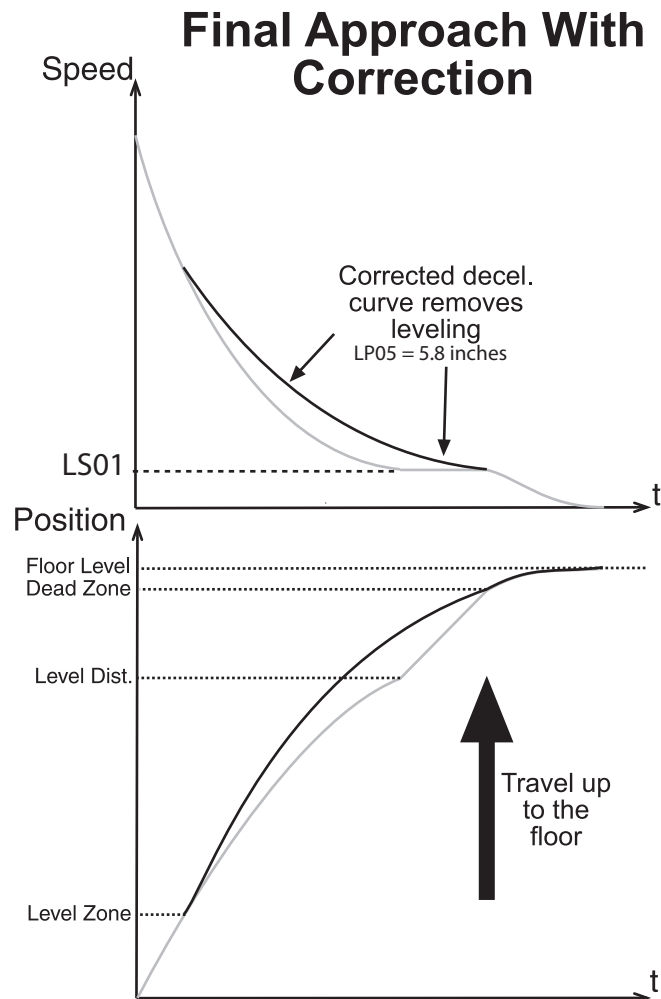 Final Approach With
Correction
Speed
Corrected decel.
curve removes
leveling
LP05 = 5.8 inches
LS01
t
Position
Floor Level
Dead Zone
Level Dist.
Travel up
to the
floor
Level Zone
t